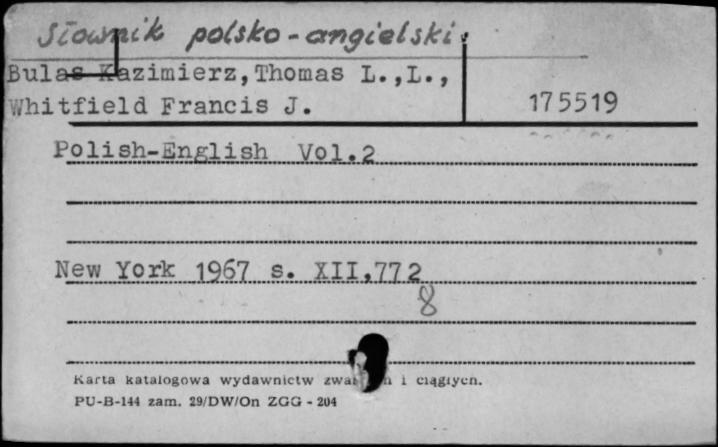 Słownik polsko-angielski.
Bulas Kazimierz, Thomas L.,L.,
Whitfield Francis J.
175519
Polish-English Vol.2
New York 1967 s. XII,772
8
Karta katalogowa wydawnictw i ciągłych.
PU-B-144 zam. 29/DW/On ZGG - 204